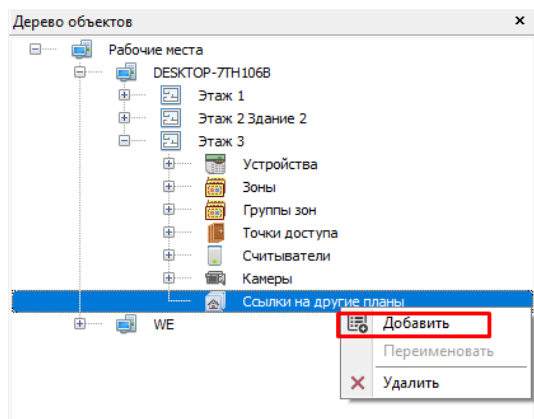 Дерево объектов
Рабочие места
DESKTOP-7TH106B
Этаж 1
Этаж 2 Здание 2
Этаж 3
Устройства
Зоны
Группы зон
Точки доступа
Считыватели
Камеры
Ссылки на другие планы
Добавить
WE
Переименовать
Удалить